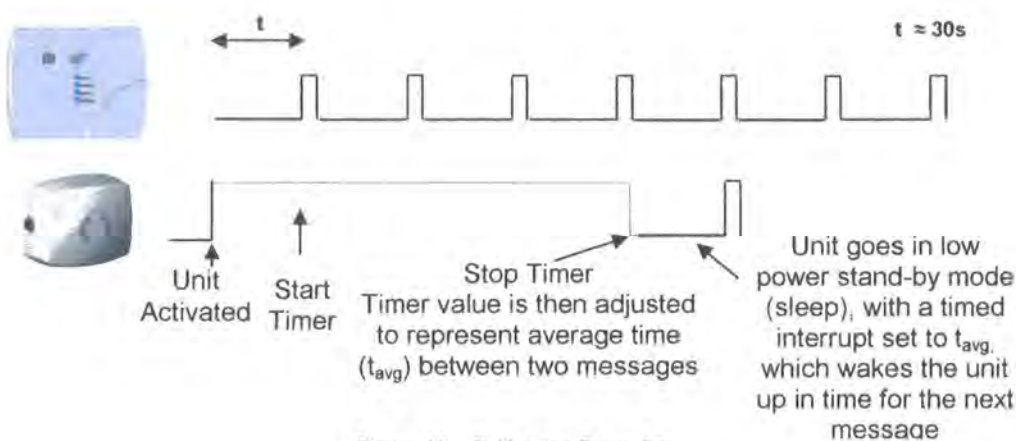 t
t ≈ 30s
Unit
Activated
Start
Timer
Stop Timer
Timer value is then adjusted
to represent average time
(tavg) between two messages
Unit goes in low
power stand-by mode
(sleep), with a timed
interrupt set to tavg,
which wakes the unit
up in time for the next
message